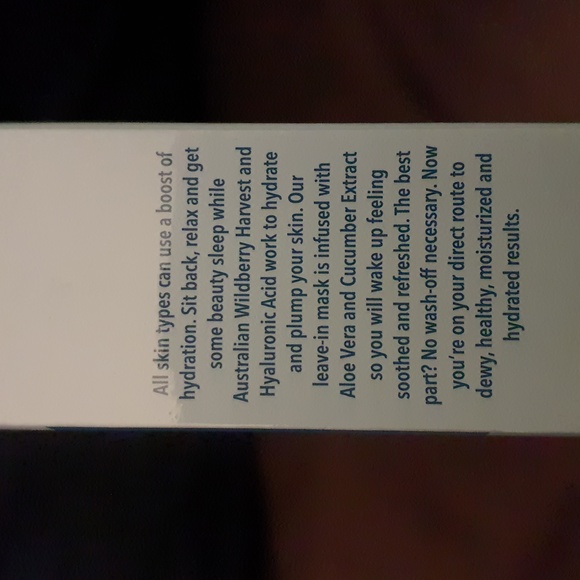 All skin types can use a boost of
hydration. Sit back, relax and get
some beauty sleep while
Australian Wildberry Harvest and
Hyaluronic Acid work to hydrate
and plump your skin. Our
leave-in mask is infused with
Aloe Vera and Cucumber Extract
so you will wake up feeling
soothed and refreshed. The best
part? No wash-off necessary. Now
you're on your direct route to
dewy, healthy, moisturized and
hydrated results.